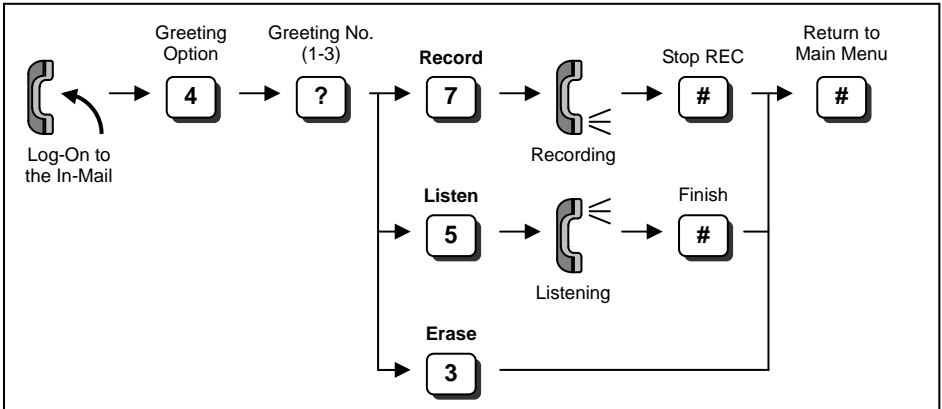 Greeting
Option
Greeting No.
(1-3)
Record
Stop REC
Return to
Main Menu
4
?
7
#
#
Log-On to
the In-Mail
Recording
Listen
Finish
5
#
Listening
Erase
3